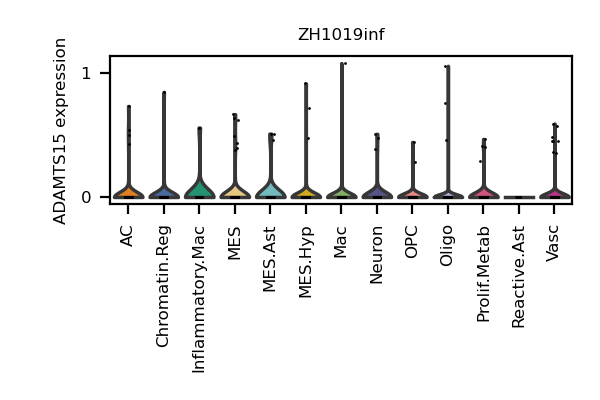 ZH1019inf
ADAMTS15 expression
1
0
AC
Chromatin.Reg
Inflammatory.Mac
MES
MES.Ast
MES.Hyp
Mac
Neuron
OPC
Oligo
Prolif.Metab
Reactive.Ast
Vasc